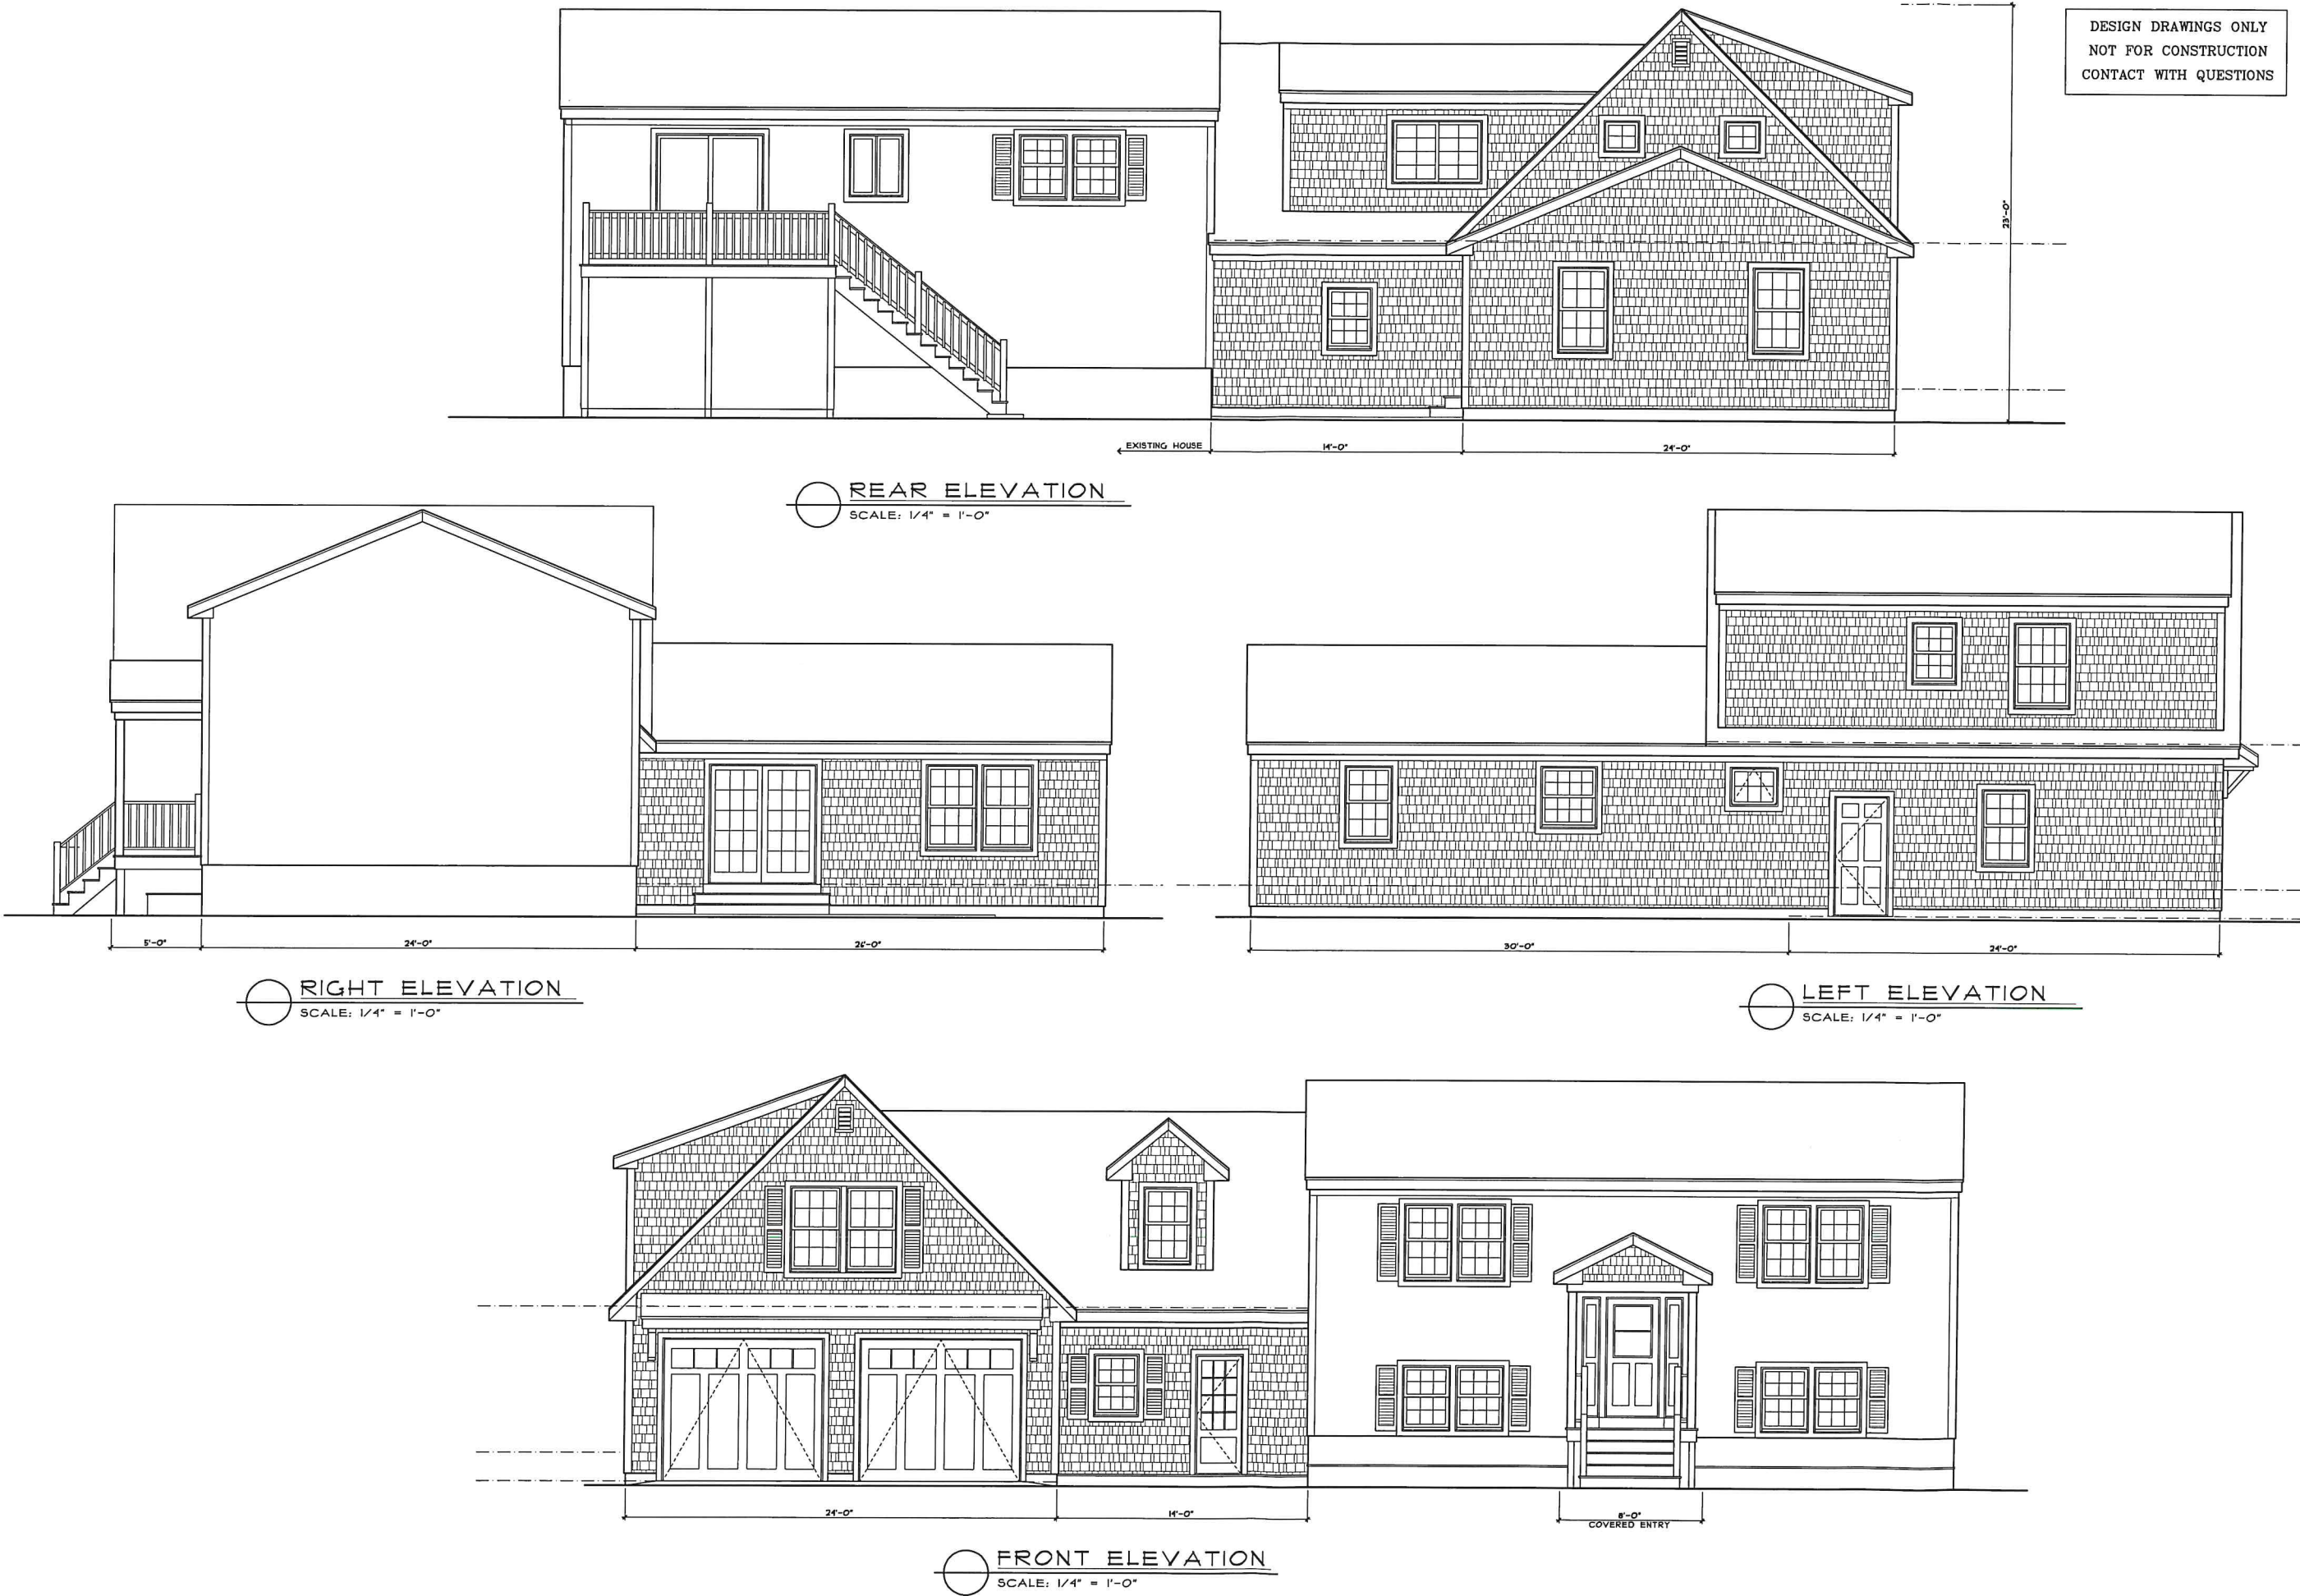 DESIGN DRAWINGS ONLY
NOT FOR CONSTRUCTION
CONTACT WITH QUESTIONS
23'-0"
EXISTING HOUSE
14'-0"
24'-0"
REAR ELEVATION
SCALE: 1/4" = 1'-0"
5'-0"
24'-0"
26'-0"
RIGHT ELEVATION
SCALE: 1/4" = 1'-0"
30'-0"
24'-0"
LEFT ELEVATION
SCALE: 1/4" = 1'-0"
24'-0"
14'-0"
8'-0"
COVERED ENTRY
FRONT ELEVATION
SCALE: 1/4" = 1'-0"